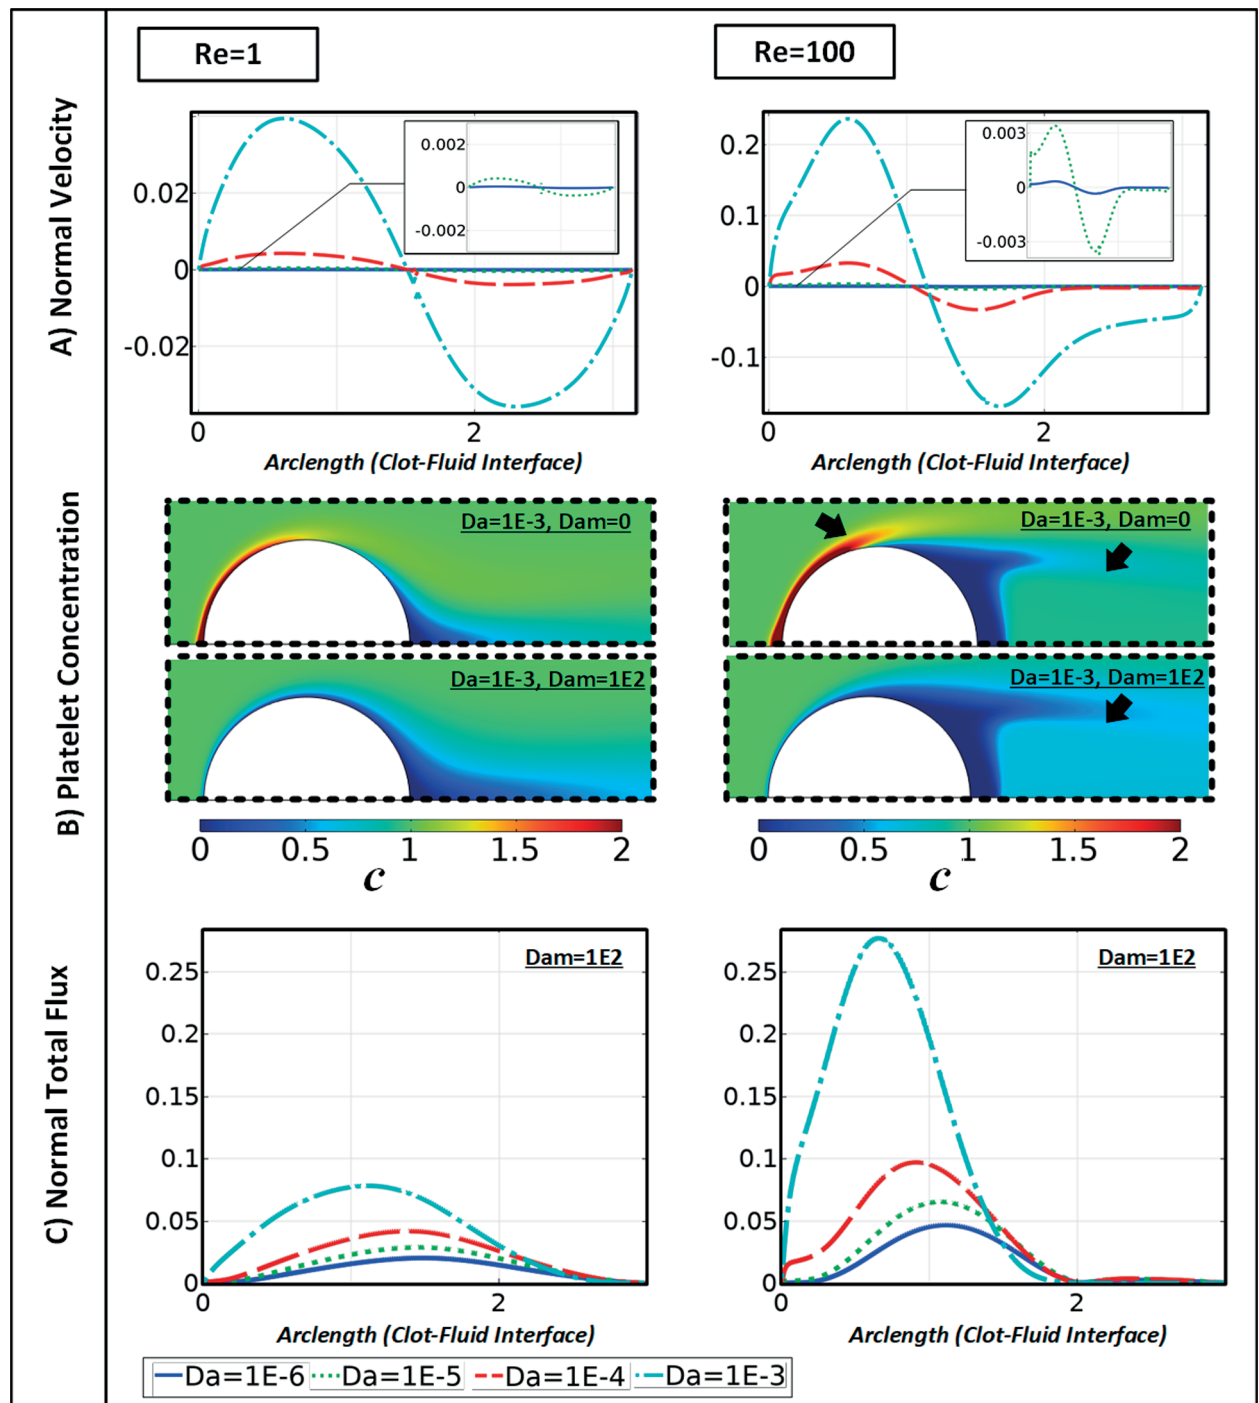 Re=1
Re=100
A) Normal Velocity
0.02
0
-0.02
0
2
0.002
0
-0.002
Arclength (Clot-Fluid Interface)
0.2
0.1
0
-0.1
0
2
0.003
0
-0.003
Arclength (Clot-Fluid Interface)
B) Platelet Concentration
Da=1E-3, Dam=0
Da=1E-3, Dam=0
Da=1E-3, Dam=1E2
Da=1E-3, Dam=1E2
0 0.5 1 1.5 2
c
0 0.5 1 1.5 2
c
C) Normal Total Flux
Dam=1E2
0.25
0.2
0.15
0.1
0.05
0
0 2
Arclength (Clot-Fluid Interface)
Dam=1E2
0.25
0.2
0.15
0.1
0.05
0
0 2
Arclength (Clot-Fluid Interface)
Da=1E-6 Da=1E-5 Da=1E-4 Da=1E-3